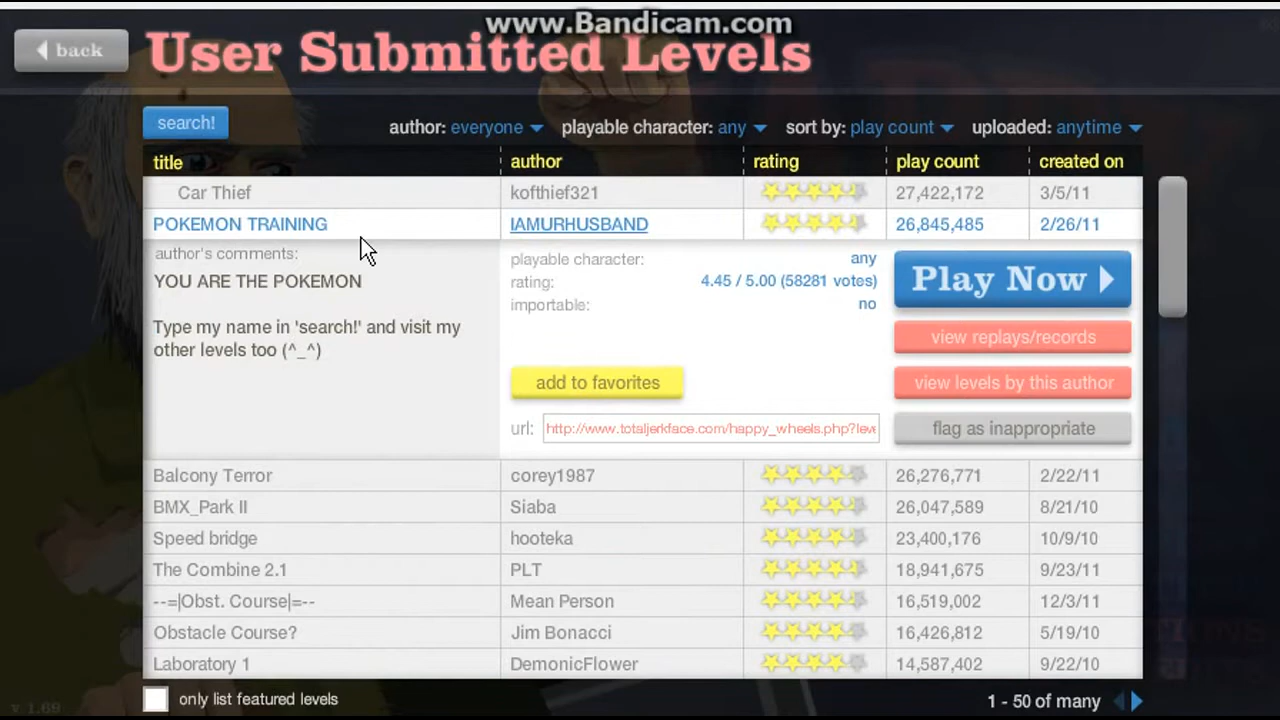 www.Bandicam.com
back
User Submitted Levels
search!
author: everyone playable character: any sort by: play count uploaded: anytime
title author rating play count created on
Car Thief kofthief321 27,422,172 3/5/11
POKEMON TRAINING IAMURHUSBAND 26,845,485 2/26/11
author's comments:
YOU ARE THE POKEMON
Type my name in 'search!' and visit my
other levels too (^_^)
playable character: any
rating: 4.45 / 5.00 (58281 votes)
importable: no
add to favorites
url: http://www.totaljerkface.com/happy_wheels.php?leve
Play Now
view replays/records
view levels by this author
flag as inappropriate
Balcony Terror corey1987 26,276,771 2/22/11
BMX_Park II Siaba 26,047,589 8/21/10
Speed bridge hooteka 23,400,176 10/9/10
The Combine 2.1 PLT 18,941,675 9/23/11
--=|Obst. Course|=-- Mean Person 16,519,002 12/3/11
Obstacle Course? Jim Bonacci 16,426,812 5/19/10
Laboratory 1 DemonicFlower 14,587,402 9/22/10
only list featured levels
1 - 50 of many
v 1.69